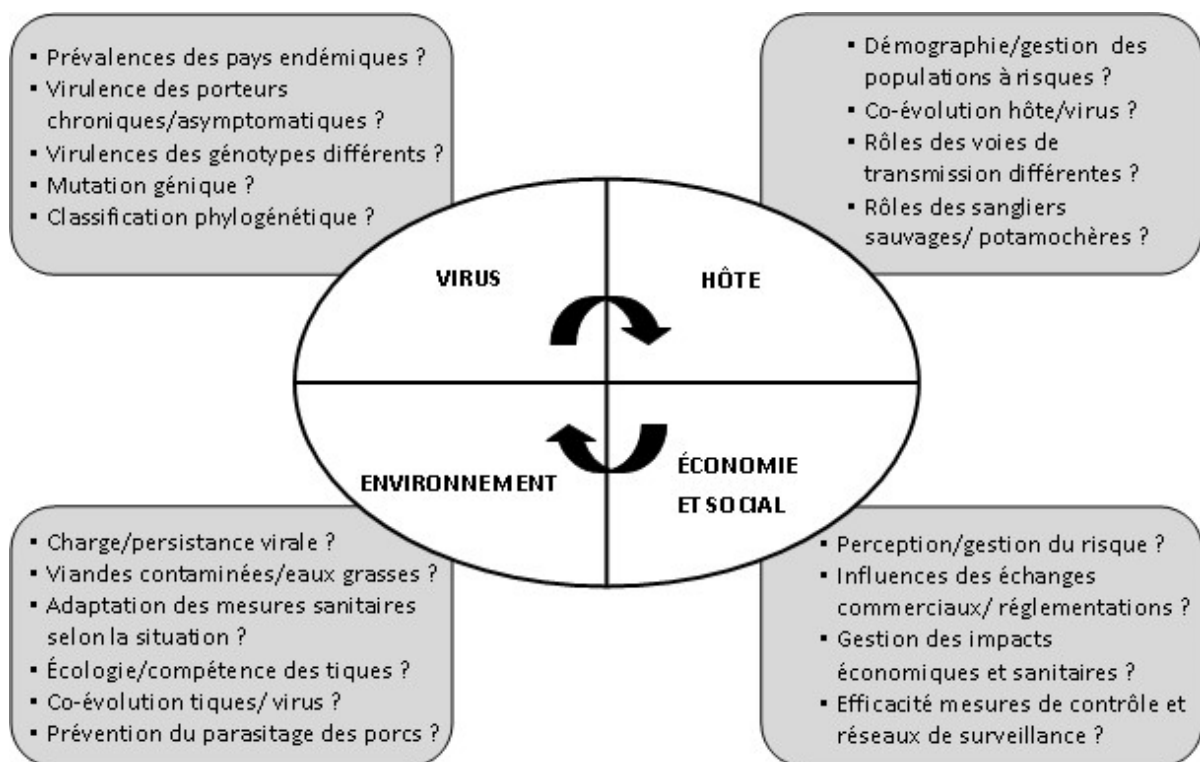 ▪ Prévalences des pays endémiques ?
▪ Virulence des porteurs
chroniques/asymptomatiques ?
▪ Virulences des génotypes différents ?
▪ Mutation génique ?
▪ Classification phylogénétique ?
▪ Démographie/gestion des
populations à risques ?
▪ Co-évolution hôte/virus ?
▪ Rôles des voies de
transmission différentes ?
▪ Rôles des sangliers
sauvages/ potamochères ?
VIRUS
HÔTE
ENVIRONNEMENT
ÉCONOMIE
ET SOCIAL
▪ Charge/persistance virale ?
▪ Viandes contaminées/eaux grasses ?
▪ Adaptation des mesures sanitaires
selon la situation ?
▪ Écologie/compétence des tiques ?
▪ Co-évolution tiques/ virus ?
▪ Prévention du parasitage des porcs ?
▪ Perception/gestion du risque ?
▪ Influences des échanges
commerciaux/ réglementations ?
▪ Gestion des impacts
économiques et sanitaires ?
▪ Efficacité mesures de contrôle et
réseaux de surveillance ?